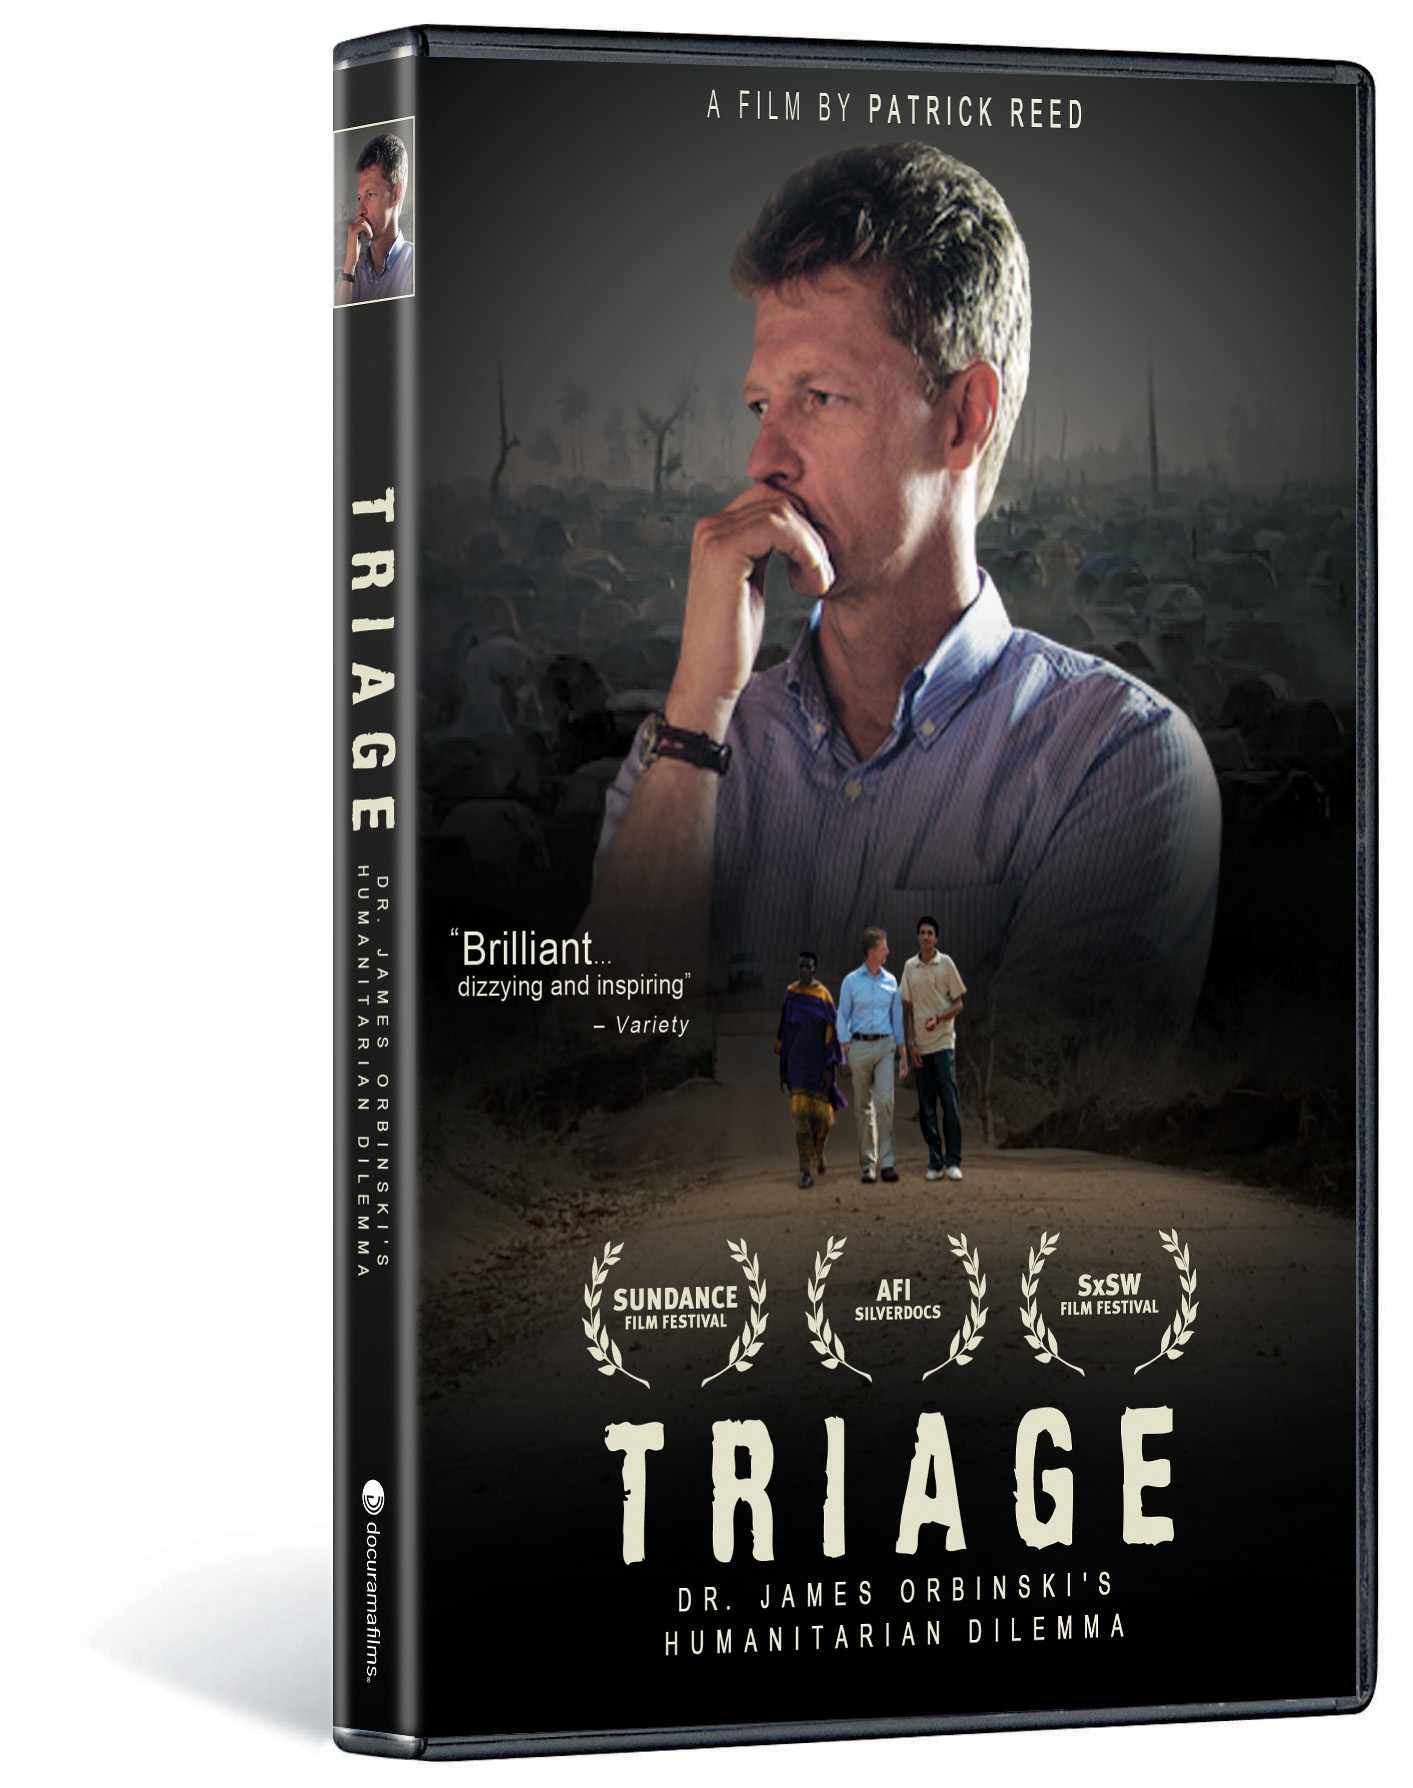 A FILM BY PATRICK REED
TRIAGE
DR. JAMES ORBINSKI'S
HUMANITARIAN DILEMMA
docuramafilms®
"Brilliant...
dizzying and inspiring"
– Variety
SUNDANCE
FILM FESTIVAL
AFI
SILVERDOCS
SxSW
FILM FESTIVAL
TRIAGE
DR. JAMES ORBINSKI'S
HUMANITARIAN DILEMMA